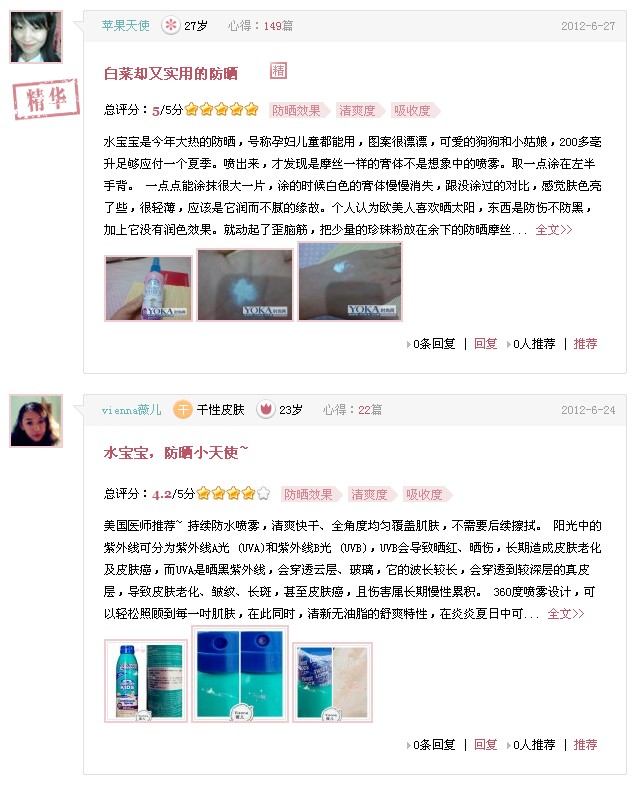 苹果天使 27岁 心得：149篇 2012-6-27
精华
白菜却又实用的防晒 精
总评分：5/5分 防晒效果 清爽度 吸收度
水宝宝是今年大热的防晒，号称孕妇儿童都能用，图案很漂漂，可爱的狗狗和小姑娘，200多毫
升足够应付一个夏季。喷出来，才发现是摩丝一样的膏体不是想象中的喷雾。取一点涂在左半
手背。 一点点能涂抹很大一片，涂的时候白色的膏体慢慢消失，跟没涂过的对比，感觉肤色亮
了些，很轻薄，应该是它润而不腻的缘故。个人认为欧美人喜欢晒太阳，东西是防伤不防黑，
加上它没有润色效果。就动起了歪脑筋，把少量的珍珠粉放在余下的防晒摩丝... 全文>>
YOKA时尚网
YOKA时尚网
YOKA时尚网
0条回复 | 回复 0人推荐 | 推荐
vienna薇儿 干 干性皮肤 23岁 心得：22篇 2012-6-24
水宝宝，防晒小天使~
总评分：4.2/5分 防晒效果 清爽度 吸收度
美国医师推荐~ 持续防水喷雾，清爽快干、全角度均匀覆盖肌肤，不需要后续擦拭。 阳光中的
紫外线可分为紫外线A光 (UVA)和紫外线B光 (UVB)，UVB会导致晒红、晒伤，长期造成皮肤老化
及皮肤癌，而UVA是晒黑紫外线，会穿透云层、玻璃，它的波长较长，会穿透到较深层的真皮
层，导致皮肤老化、皱纹、长斑，甚至皮肤癌，且伤害属长期慢性累积。 360度喷雾设计，可
以轻松照顾到每一吋肌肤，在此同时，清新无油脂的舒爽特性，在炎炎夏日中可... 全文>>
KIDS
0条回复 | 回复 0人推荐 | 推荐